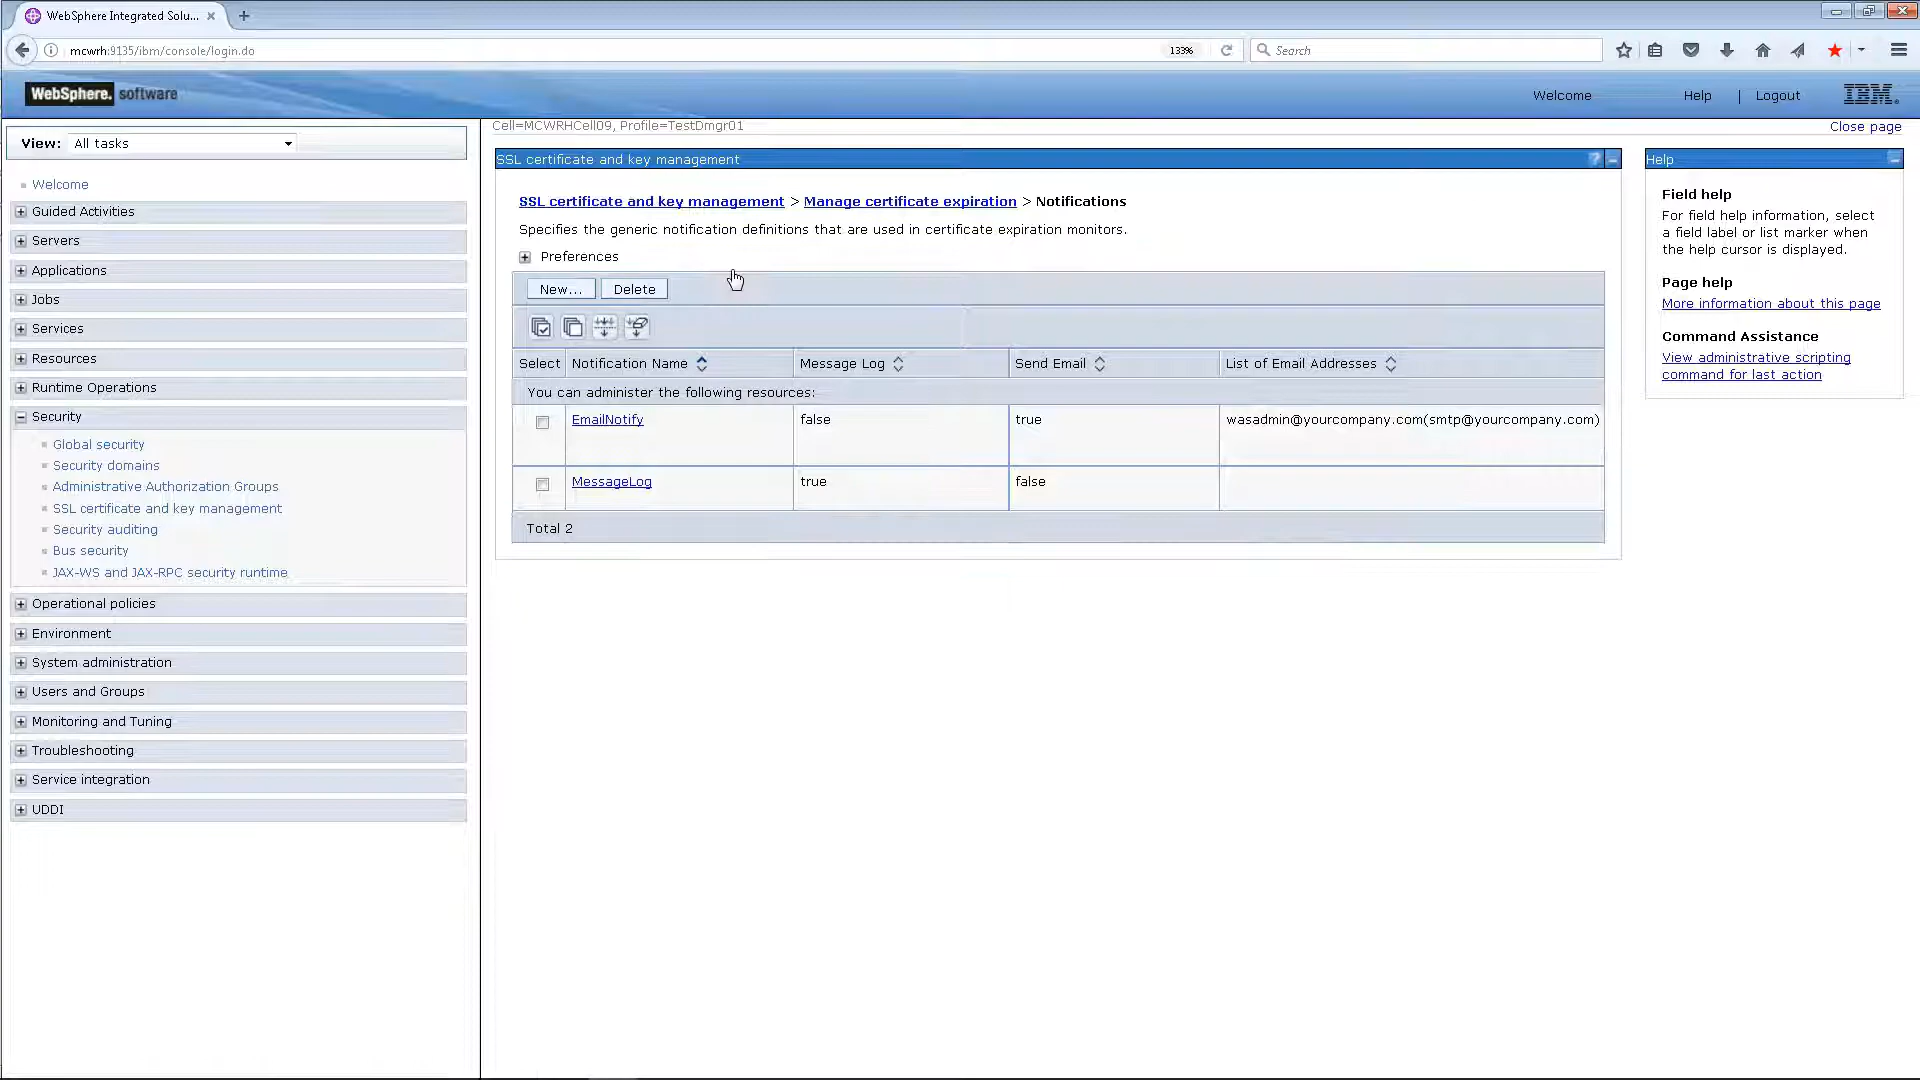 WebSphere Integrated Solu...
mcwrh:9135/ibm/console/login.do
133%
Search
WebSphere. software
Welcome
Help
Logout
IBM.
View: All tasks
Welcome
Guided Activities
Servers
Applications
Jobs
Services
Resources
Runtime Operations
Security
Global security
Security domains
Administrative Authorization Groups
SSL certificate and key management
Security auditing
Bus security
JAX-WS and JAX-RPC security runtime
Operational policies
Environment
System administration
Users and Groups
Monitoring and Tuning
Troubleshooting
Service integration
UDDI
Cell=MCWRHCell09, Profile=TestDmgr01
Close page
SSL certificate and key management
SSL certificate and key management > Manage certificate expiration > Notifications
Specifies the generic notification definitions that are used in certificate expiration monitors.
Preferences
New... Delete
Select Notification Name Message Log Send Email List of Email Addresses
You can administer the following resources:
EmailNotify false true wasadmin@yourcompany.com(smtp@yourcompany.com)
MessageLog true false
Total 2
Help
Field help
For field help information, select
a field label or list marker when
the help cursor is displayed.
Page help
More information about this page
Command Assistance
View administrative scripting
command for last action